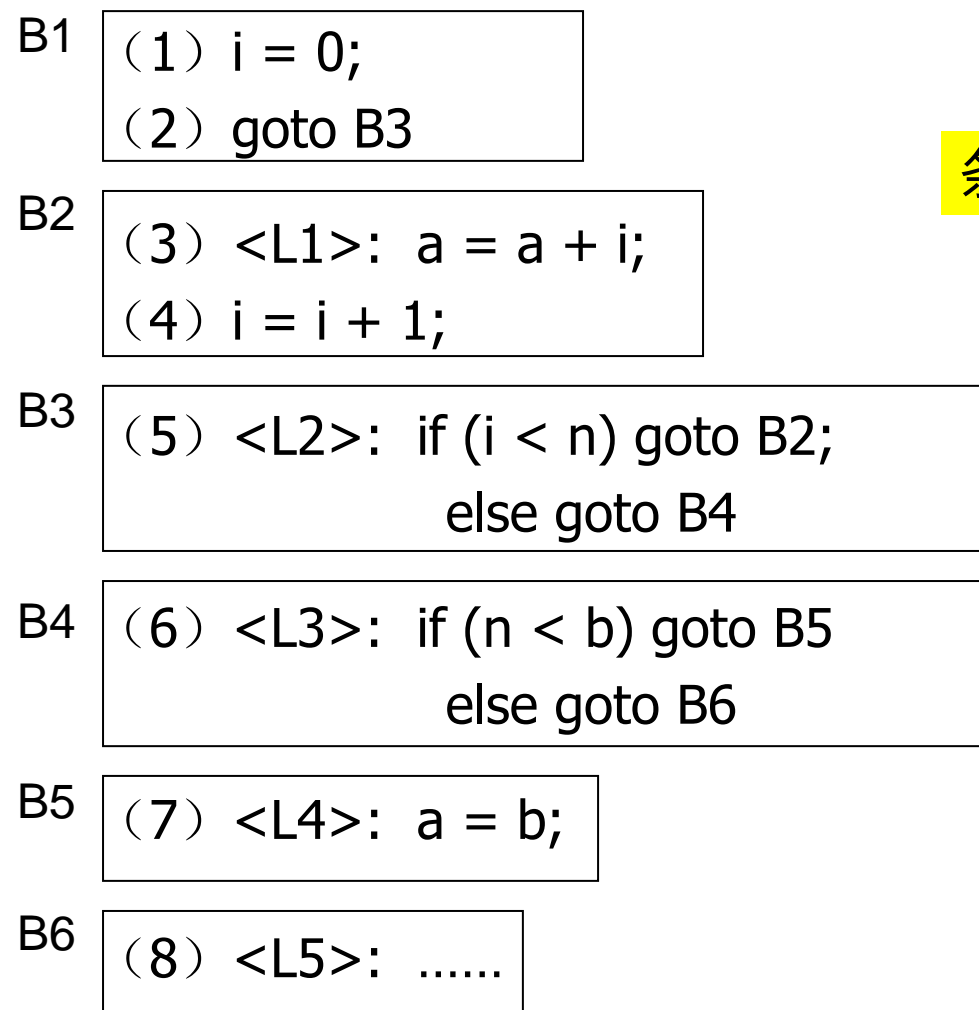 B1
（1）i = 0;
（2）goto B3
B2
（3）<L1>: a = a + i;
（4）i = i + 1;
B3
（5）<L2>: if (i < n) goto B2;
else goto B4
B4
（6）<L3>: if (n < b) goto B5
else goto B6
B5
（7）<L4>: a = b;
B6
（8）<L5>: ......